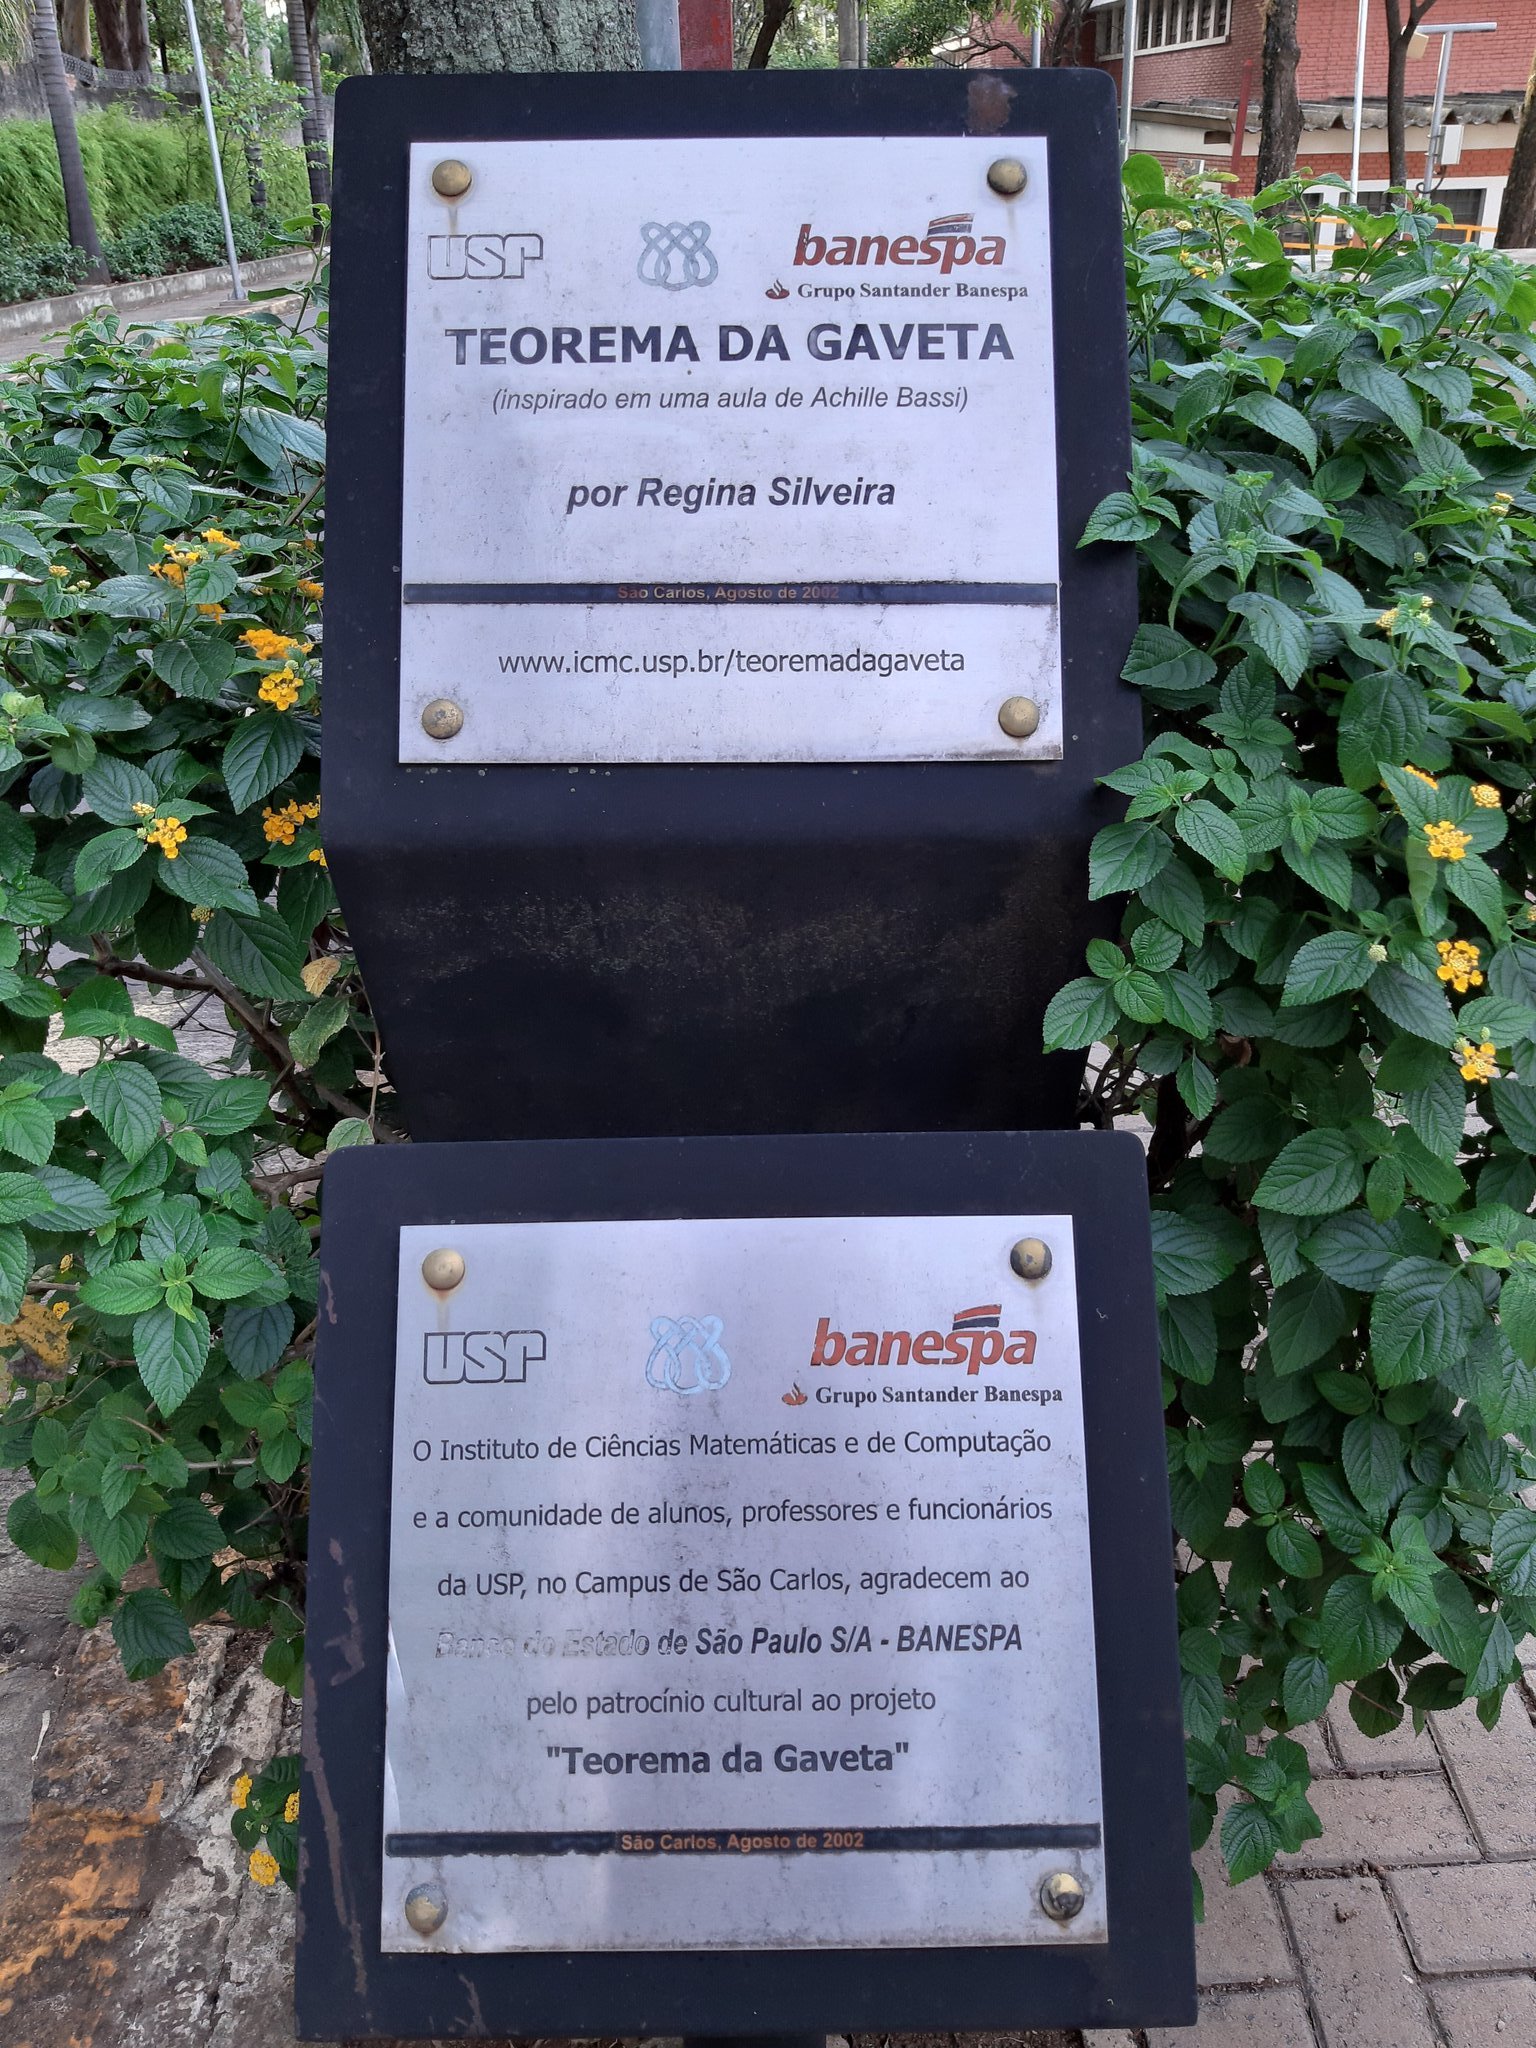 USP
banespa
Grupo Santander Banespa
TEOREMA DA GAVETA
(inspirado em uma aula de Achille Bassi)
por Regina Silveira
São Carlos, Agosto de 2002
www.icmc.usp.br/teoremadagaveta
USP
banespa
Grupo Santander Banespa
O Instituto de Ciências Matemáticas e de Computação
e a comunidade de alunos, professores e funcionários
da USP, no Campus de São Carlos, agradecem ao
Banco do Estado de São Paulo S/A - BANESPA
pelo patrocínio cultural ao projeto
"Teorema da Gaveta"
São Carlos, Agosto de 2002